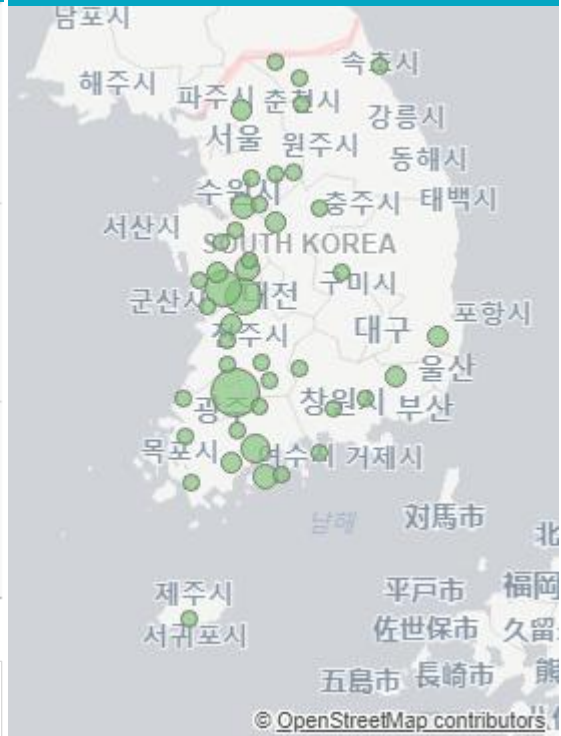 남포시
해주시
속초시
파주시 춘천시
강릉시
서울 원주시
동해시
수원시
충주시 태백시
서산시
SOUTH KOREA
구미시
군산시 대전
포항시
전주시 대구
울산
광주 창원시 부산
목포시 여수시 거제시
남해 対馬市
北
제주시 平戸市 福岡
서귀포시 佐世保市 久留
五島市 長崎市 熊
© OpenStreetMap contributors.